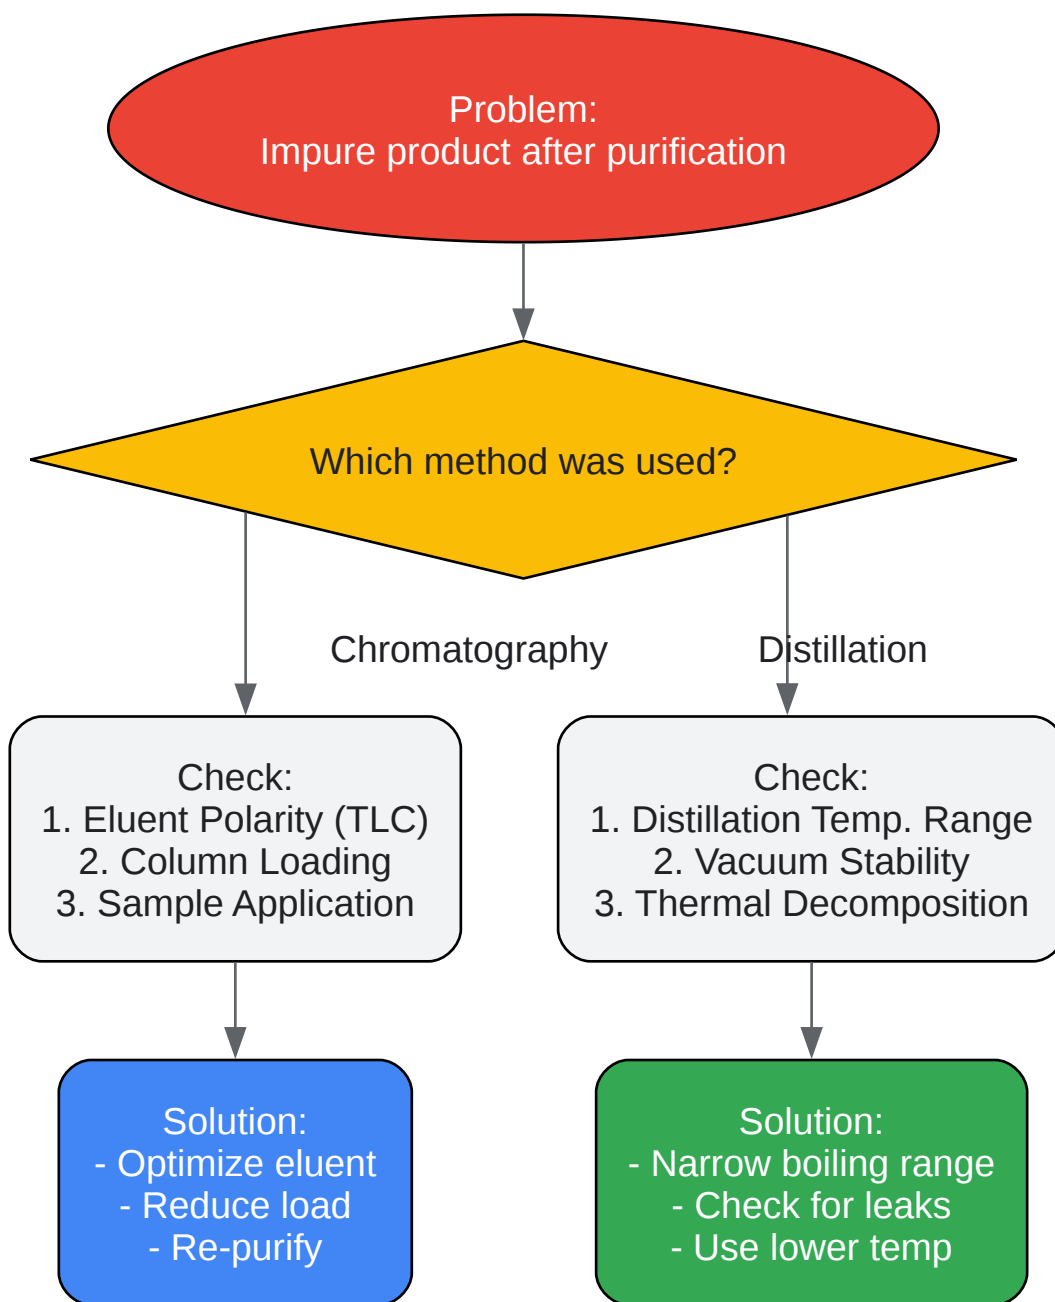 Problem:
Impure product after purification
Which method was used?
Chromatography
Distillation
Check:
1. Eluent Polarity (TLC)
2. Column Loading
3. Sample Application
Check:
1. Distillation Temp. Range
2. Vacuum Stability
3. Thermal Decomposition
Solution:
- Optimize eluent
- Reduce load
- Re-purify
Solution:
- Narrow boiling range
- Check for leaks
- Use lower temp